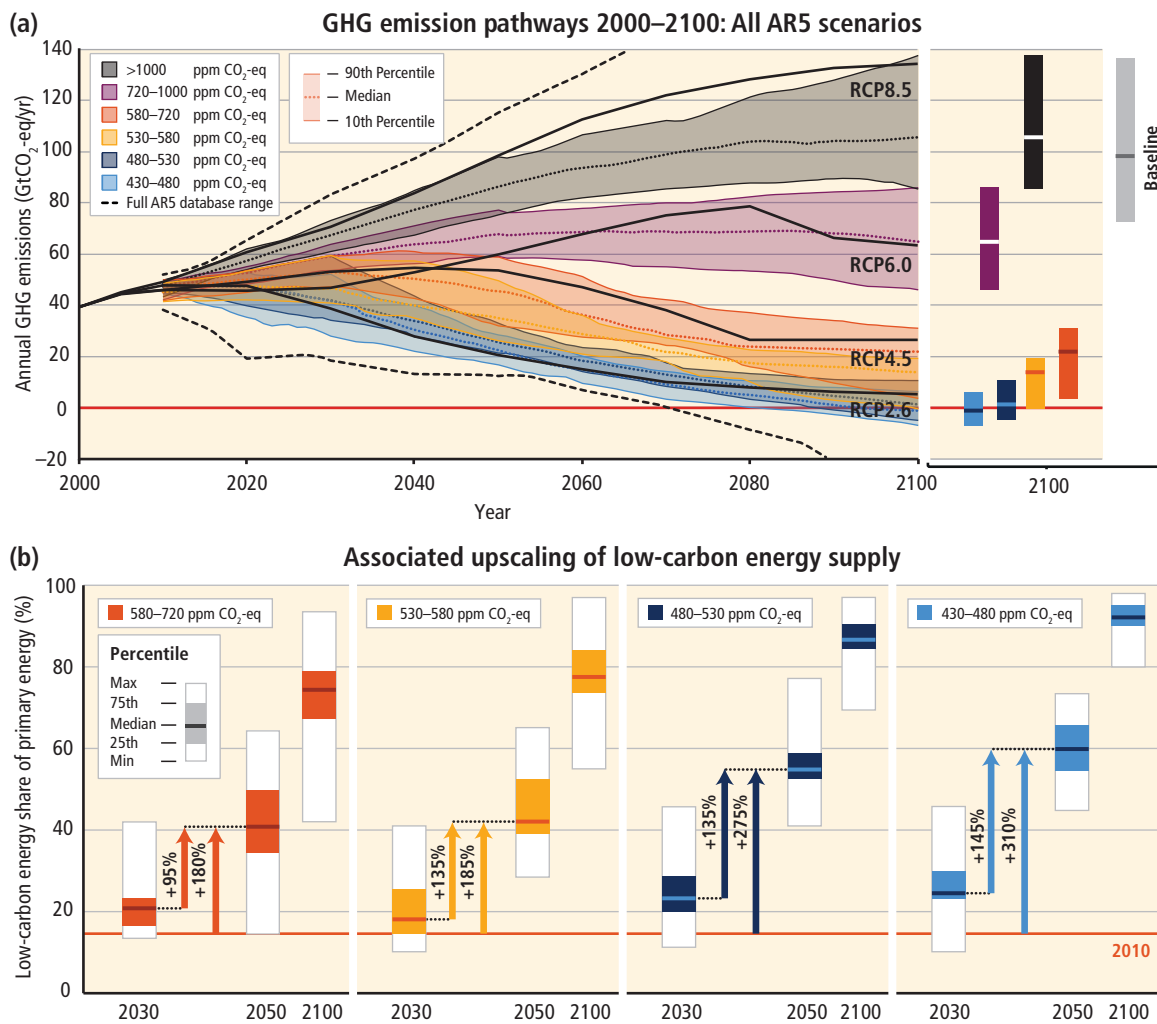 (a)
GHG emission pathways 2000–2100: All AR5 scenarios
Annual GHG emissions (GtCO₂-eq/yr)
140
120
100
80
60
40
20
0
–20
>1000 ppm CO₂-eq
720–1000 ppm CO₂-eq
580–720 ppm CO₂-eq
530–580 ppm CO₂-eq
480–530 ppm CO₂-eq
430–480 ppm CO₂-eq
Full AR5 database range
90th Percentile
Median
10th Percentile
RCP8.5
RCP6.0
RCP4.5
RCP2.6
Baseline
2000 2020 2040 2060 2080 2100 2100
Year
(b)
Associated upscaling of low-carbon energy supply
Low-carbon energy share of primary energy (%)
100
80
60
40
20
0
580–720 ppm CO₂-eq
530–580 ppm CO₂-eq
480–530 ppm CO₂-eq
430–480 ppm CO₂-eq
Percentile
Max
75th
Median
25th
Min
+95%
+180%
+135%
+185%
+135%
+275%
+145%
+310%
2010
2030 2050 2100 2030 2050 2100 2030 2050 2100 2030 2050 2100